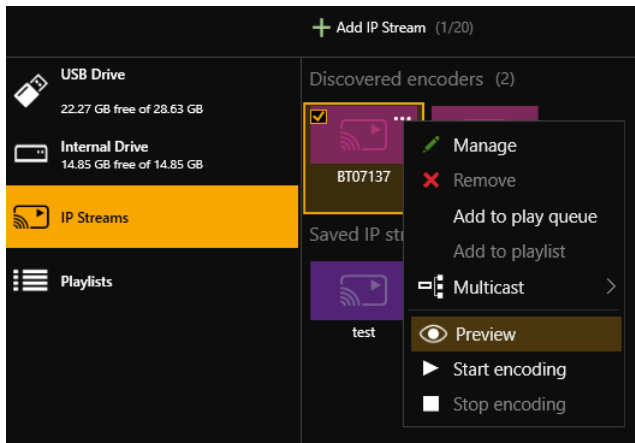 Add IP Stream (1/20)
USB Drive
22.27 GB free of 28.63 GB
Internal Drive
14.85 GB free of 14.85 GB
IP Streams
Playlists
Discovered encoders (2)
BT07137
Saved IP str
test
Manage
Remove
Add to play queue
Add to playlist
Multicast
Preview
Start encoding
Stop encoding